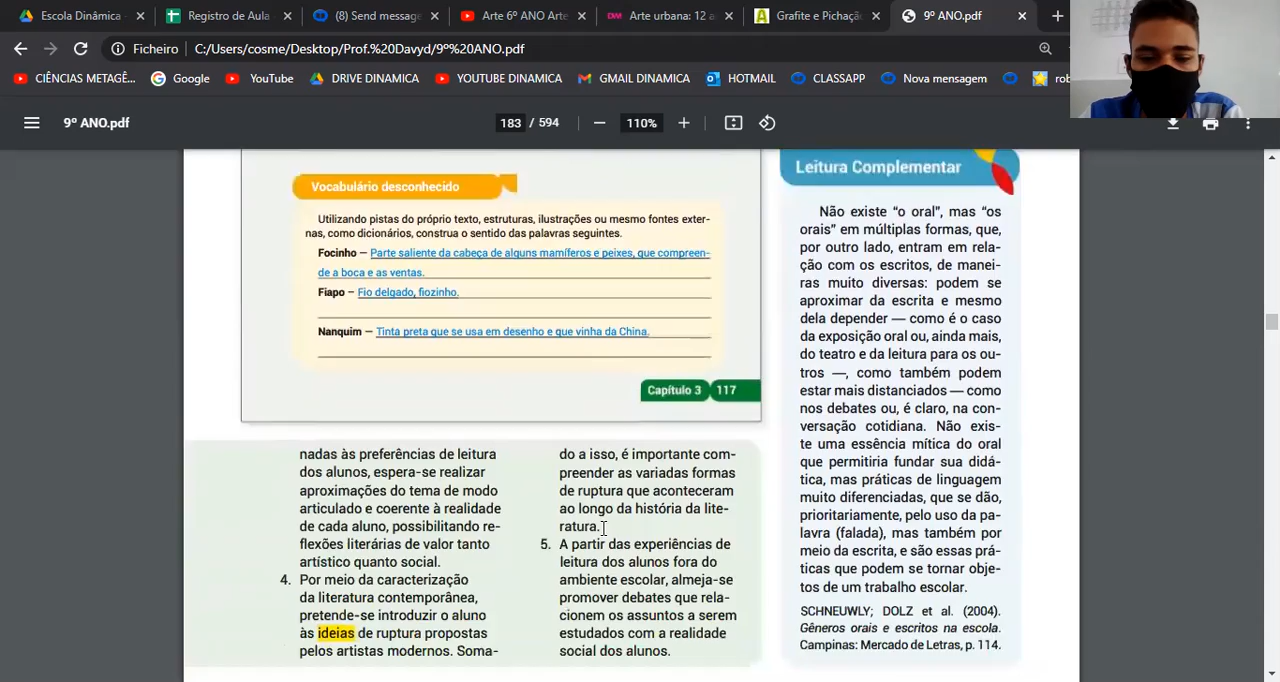 Escola Dinâmica -
Registro de Aula -
(8) Send message
Arte 6º ANO Arte
Arte urbana: 12 a
Grafite e Pichação
9º ANO.pdf
Ficheiro
C:/Users/cosme/Desktop/Prof.%20Davyd/9º%20ANO.pdf
CIÊNCIAS METAGÊ...
Google
YouTube
DRIVE DINAMICA
YOUTUBE DINAMICA
GMAIL DINAMICA
HOTMAIL
CLASSAPP
Nova mensagem
rob
9º ANO.pdf
183 / 594
110%
Vocabulário desconhecido
Utilizando pistas do próprio texto, estruturas, ilustrações ou mesmo fontes exter-
nas, como dicionários, construa o sentido das palavras seguintes.
Focinho — Parte saliente da cabeça de alguns mamíferos e peixes, que compreen-
de a boca e as ventas.
Fiapo – Fio delgado, fiozinho.
Nanquim — Tinta preta que se usa em desenho e que vinha da China.
Capítulo 3 117
nadas às preferências de leitura
dos alunos, espera-se realizar
aproximações do tema de modo
articulado e coerente à realidade
de cada aluno, possibilitando re-
flexões literárias de valor tanto
artístico quanto social.
4. Por meio da caracterização
da literatura contemporânea,
pretende-se introduzir o aluno
às ideias de ruptura propostas
pelos artistas modernos. Soma-
do a isso, é importante com-
preender as variadas formas
de ruptura que aconteceram
ao longo da história da lite-
ratura.
5. A partir das experiências de
leitura dos alunos fora do
ambiente escolar, almeja-se
promover debates que rela-
cionem os assuntos a serem
estudados com a realidade
social dos alunos.
Leitura Complementar
Não existe “o oral”, mas “os
orais” em múltiplas formas, que,
por outro lado, entram em rela-
ção com os escritos, de manei-
ras muito diversas: podem se
aproximar da escrita e mesmo
dela depender — como é o caso
da exposição oral ou, ainda mais,
do teatro e da leitura para os ou-
tros —, como também podem
estar mais distanciados — como
nos debates ou, é claro, na con-
versação cotidiana. Não exis-
te uma essência mítica do oral
que permitiria fundar sua didá-
tica, mas práticas de linguagem
muito diferenciadas, que se dão,
prioritariamente, pelo uso da pa-
lavra (falada), mas também por
meio da escrita, e são essas prá-
ticas que podem se tornar obje-
tos de um trabalho escolar.
SCHNEUWLY; DOLZ et al. (2004).
Gêneros orais e escritos na escola.
Campinas: Mercado de Letras, p. 114.